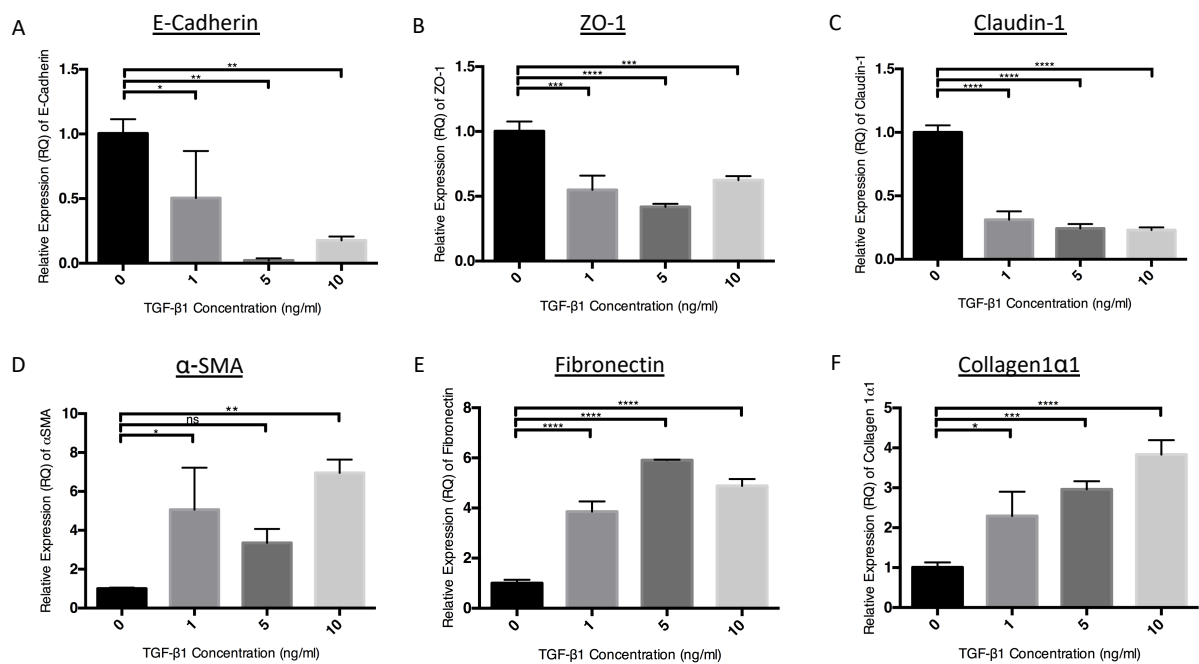 A
E-Cadherin
Relative Expression (RQ) of E-Cadherin
1.5
1.0
0.5
0.0
**
**
*
0
1
5
10
TGF-β1 Concentration (ng/ml)
B
ZO-1
Relative Expression (RQ) of ZO-1
1.5
1.0
0.5
0.0
***
****
***
0
1
5
10
TGF-β1 Concentration (ng/ml)
C
Claudin-1
Relative Expression (RQ) of Claudin-1
1.5
1.0
0.5
0.0
****
****
****
0
1
5
10
TGF-β1 Concentration (ng/ml)
D
α-SMA
Relative Expression (RQ) of αSMA
10
8
6
4
2
0
**
ns
*
0
1
5
10
TGF-β1 Concentration (ng/ml)
E
Fibronectin
Relative Expression (RQ) of Fibronectin
8
6
4
2
0
****
****
****
0
1
5
10
TGF-β1 Concentration (ng/ml)
F
Collagen1α1
Relative Expression (RQ) of Collagen 1α1
5
4
3
2
1
0
****
***
*
0
1
5
10
TGF-β1 Concentration (ng/ml)